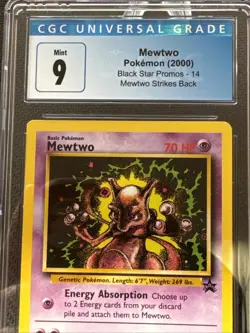 CGC UNIVERSAL GRADE
Mint
9
Mewtwo
Pokémon (2000)
Black Star Promos - 14
Mewtwo Strikes Back
Basic Pokémon
Mewtwo
70 HP
Genetic Pokémon. Length: 6'7", Weight: 269 lbs.
Energy Absorption Choose up
to 2 Energy cards from your discard
pile and attach them to Mewtwo.